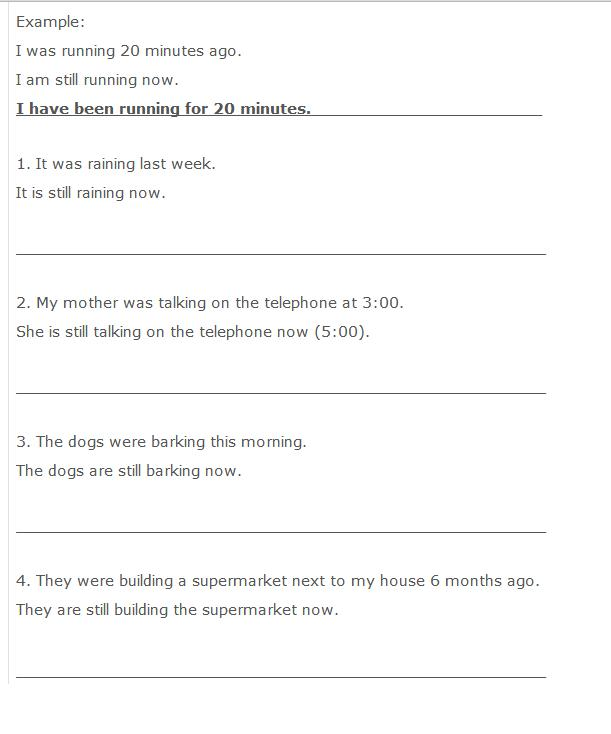 Example:
I was running 20 minutes ago.
I am still running now.
I have been running for 20 minutes.
1. It was raining last week.
It is still raining now.
2. My mother was talking on the telephone at 3:00.
She is still talking on the telephone now (5:00).
3. The dogs were barking this morning.
The dogs are still barking now.
4. They were building a supermarket next to my house 6 months ago.
They are still building the supermarket now.